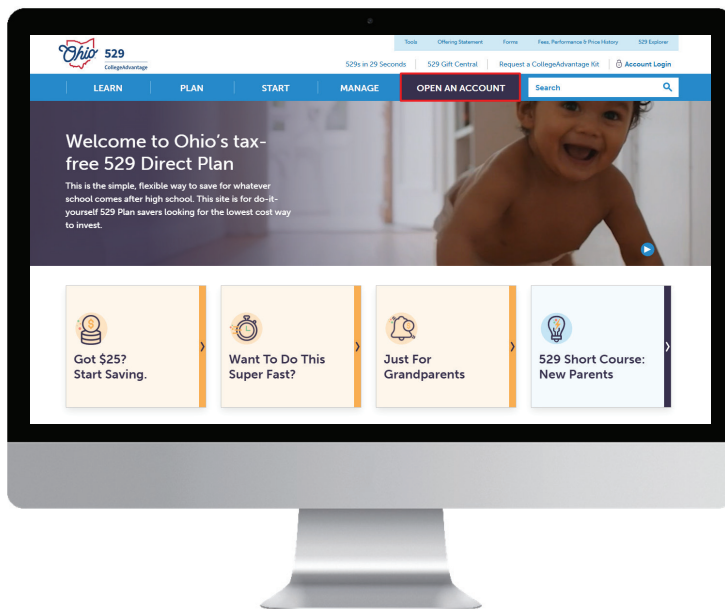 Ohio 529
CollegeAdvantage
Tools Offering Statement Forms Fees, Performance & Price History 529 Explorer
529s in 29 Seconds 529 Gift Central Request a CollegeAdvantage Kit Account Login
LEARN PLAN START MANAGE OPEN AN ACCOUNT Search
Welcome to Ohio's tax-
free 529 Direct Plan
This is the simple, flexible way to save for whatever
school comes after high school. This site is for do-it-
yourself 529 Plan savers looking for the lowest cost way
to invest.
Got $25?
Start Saving.
Want To Do This
Super Fast?
Just For
Grandparents
529 Short Course:
New Parents